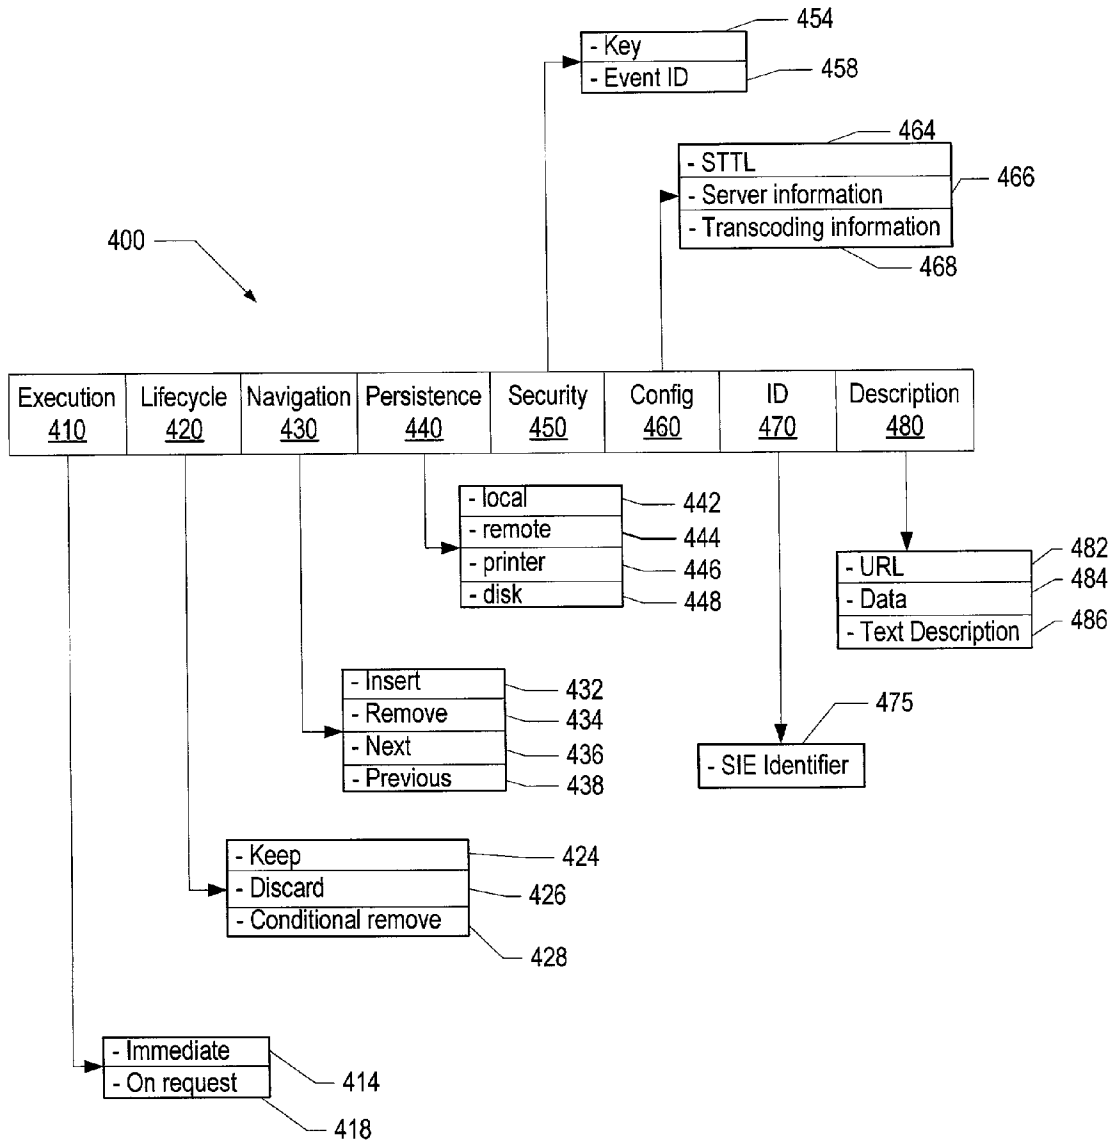 454
- Key
- Event ID
458
464
- STTL
466
- Server information
- Transcoding information
468
400
Execution
410
Lifecycle
420
Navigation
430
Persistence
440
Security
450
Config
460
ID
470
Description
480
- local
442
- remote
444
- printer
446
- disk
448
482
- URL
484
- Data
486
- Text Description
- Insert
432
- Remove
434
- Next
436
- Previous
438
475
- SIE Identifier
- Keep
424
- Discard
426
- Conditional remove
428
- Immediate
414
- On request
418